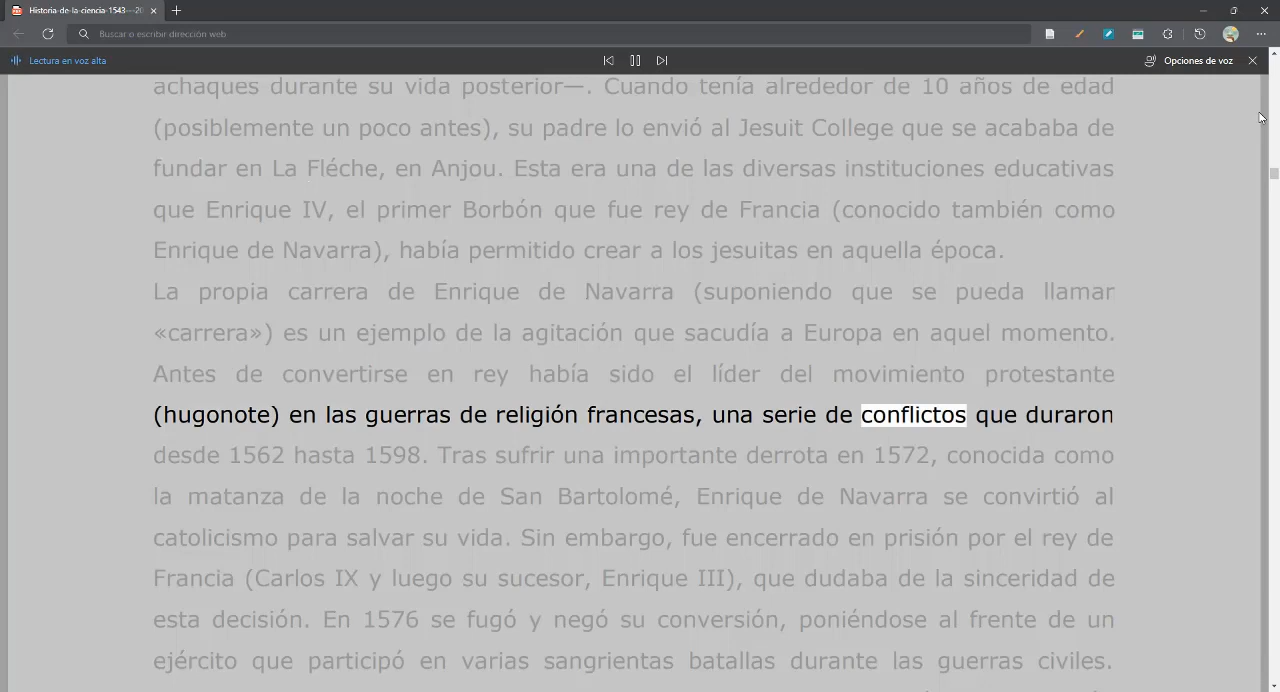 Historia-de-la-ciencia-1543---20
Buscar o escribir dirección web
Lectura en voz alta
Opciones de voz
achaques durante su vida posterior—. Cuando tenía alrededor de 10 años de edad
(posiblemente un poco antes), su padre lo envió al Jesuit College que se acababa de
fundar en La Fléche, en Anjou. Esta era una de las diversas instituciones educativas
que Enrique IV, el primer Borbón que fue rey de Francia (conocido también como
Enrique de Navarra), había permitido crear a los jesuitas en aquella época.
La propia carrera de Enrique de Navarra (suponiendo que se pueda llamar
«carrera») es un ejemplo de la agitación que sacudía a Europa en aquel momento.
Antes de convertirse en rey había sido el líder del movimiento protestante
(hugonote) en las guerras de religión francesas, una serie de conflictos que duraron
desde 1562 hasta 1598. Tras sufrir una importante derrota en 1572, conocida como
la matanza de la noche de San Bartolomé, Enrique de Navarra se convirtió al
catolicismo para salvar su vida. Sin embargo, fue encerrado en prisión por el rey de
Francia (Carlos IX y luego su sucesor, Enrique III), que dudaba de la sinceridad de
esta decisión. En 1576 se fugó y negó su conversión, poniéndose al frente de un
ejército que participó en varias sangrientas batallas durante las guerras civiles.